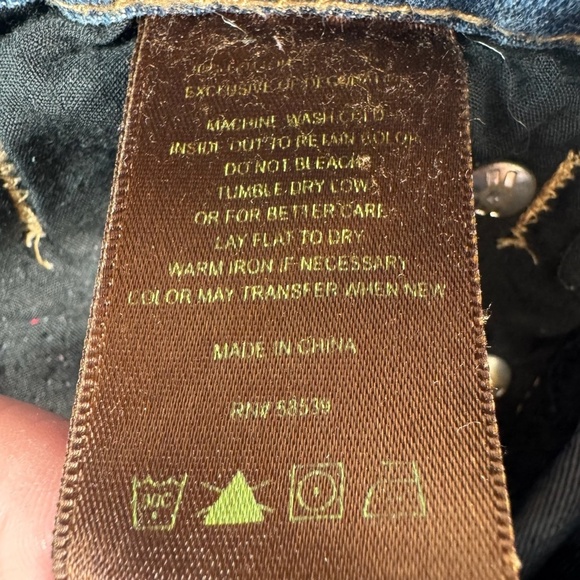 EXCLUSIVE OF DECORATION
MACHINE WASH COLD
INSIDE OUT TO RETAIN COLOR
DO NOT BLEACH
TUMBLE DRY LOW
OR FOR BETTER CARE
LAY FLAT TO DRY
WARM IRON (IF NECESSARY)
COLOR MAY TRANSFER WHEN NEW
MADE IN CHINA
RN# 58539
30C